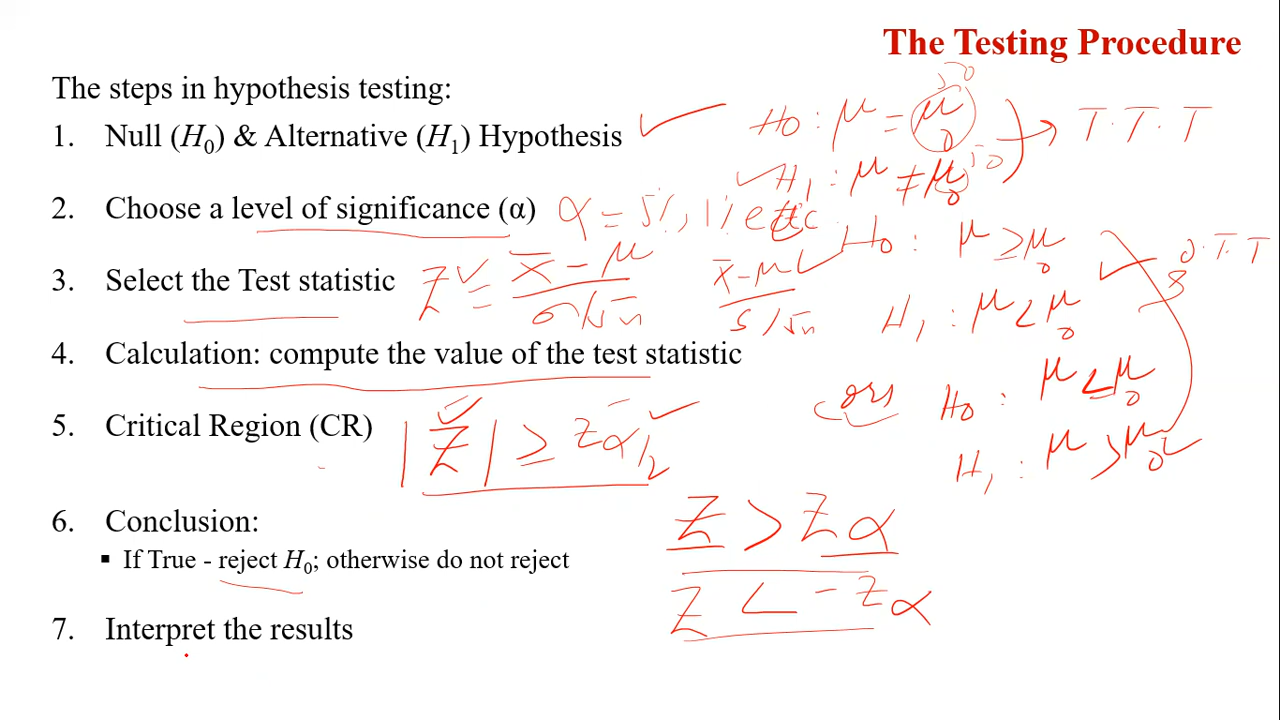 The Testing Procedure
The steps in hypothesis testing:
50
1. Null (H₀) & Alternative (H₁) Hypothesis
H₀ : μ = μ₀
T.T.T
H₁ : μ ≠ μ₀
50
2. Choose a level of significance (α)
α = 5%, 1% etc
H₀ : μ ≥ μ₀
O.T.T
3. Select the Test statistic
Z = x̄ - μ / σ/√n
x̄ - μ / s/√n
H₁ : μ < μ₀
4. Calculation: compute the value of the test statistic
H₀ : μ ≤ μ₀
5. Critical Region (CR)
|Z| ≥ Zα/2
H₁ : μ > μ₀
6. Conclusion:
Z > Zα
▪ If True - reject H₀; otherwise do not reject
Z < - Zα
7. Interpret the results